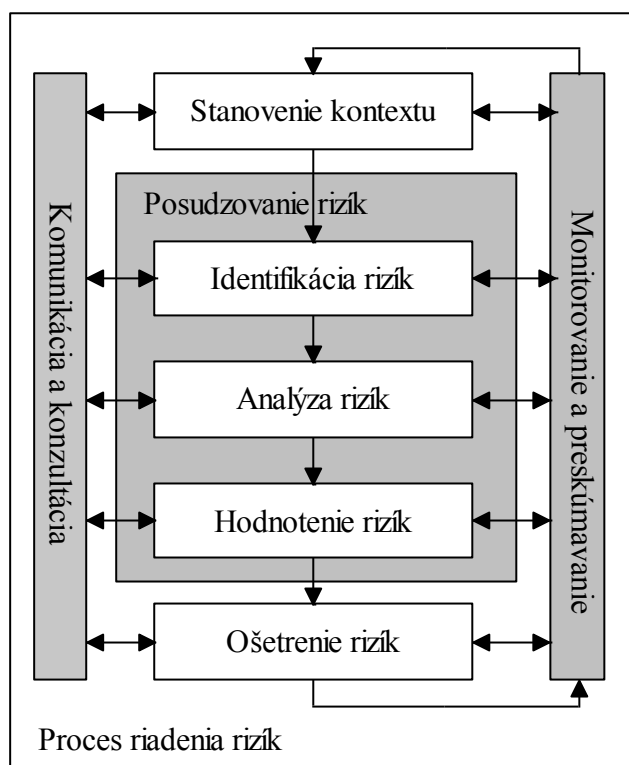 Stanovenie kontextu
Posudzovanie rizík
Identifikácia rizík
Analýza rizík
Hodnotenie rizík
Ošetrenie rizík
Komunikácia a konzultácia
Monitorovanie a preskúmavanie
Proces riadenia rizík